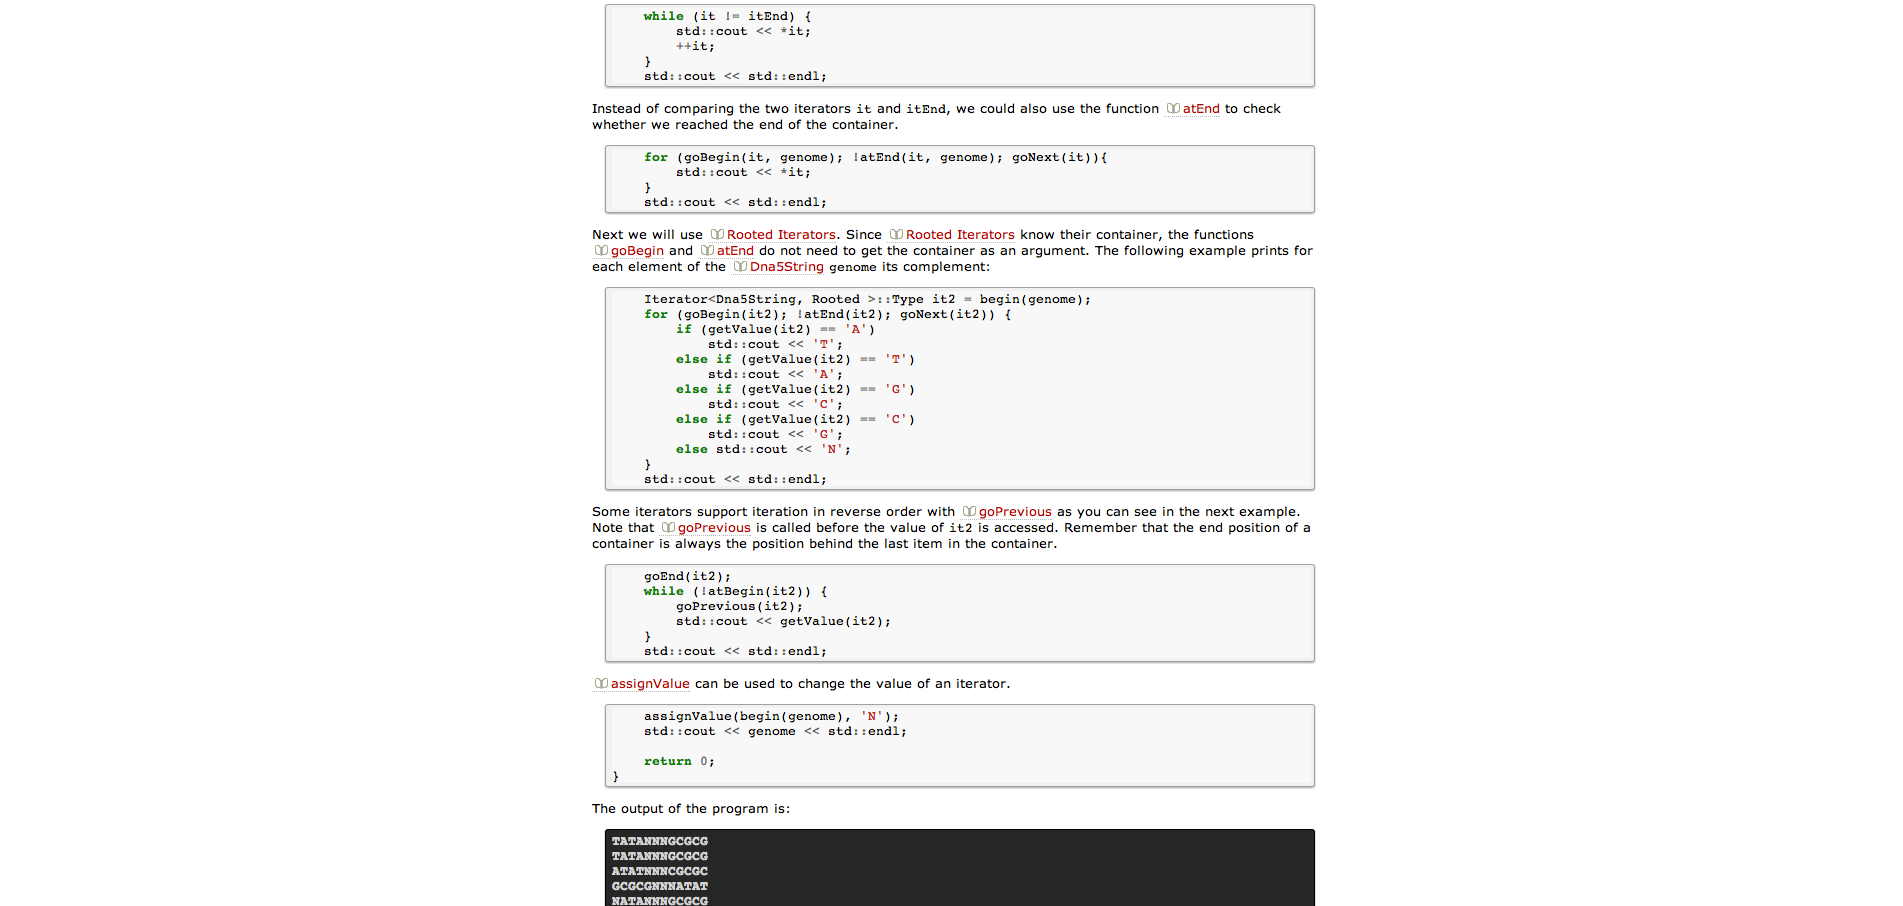 while (it != itEnd) {
std::cout << *it;
++it;
}
std::cout << std::endl;
Instead of comparing the two iterators it and itEnd, we could also use the function atEnd to check
whether we reached the end of the container.
for (goBegin(it, genome); !atEnd(it, genome); goNext(it)){
std::cout << *it;
}
std::cout << std::endl;
Next we will use Rooted Iterators. Since Rooted Iterators know their container, the functions
goBegin and atEnd do not need to get the container as an argument. The following example prints for
each element of the Dna5String genome its complement:
Iterator<Dna5String, Rooted >::Type it2 = begin(genome);
for (goBegin(it2); !atEnd(it2); goNext(it2)) {
if (getValue(it2) == 'A')
std::cout << 'T';
else if (getValue(it2) == 'T')
std::cout << 'A';
else if (getValue(it2) == 'G')
std::cout << 'C';
else if (getValue(it2) == 'C')
std::cout << 'G';
else std::cout << 'N';
}
std::cout << std::endl;
Some iterators support iteration in reverse order with goPrevious as you can see in the next example.
Note that goPrevious is called before the value of it2 is accessed. Remember that the end position of a
container is always the position behind the last item in the container.
goEnd(it2);
while (!atBegin(it2)) {
goPrevious(it2);
std::cout << getValue(it2);
}
std::cout << std::endl;
assignValue can be used to change the value of an iterator.
assignValue(begin(genome), 'N');
std::cout << genome << std::endl;
return 0;
}
The output of the program is:
TATANNNGCGCG
TATANNNGCGCG
ATATNNNCGCGC
GCGCGNNNATAT
NATANNNGCGCG